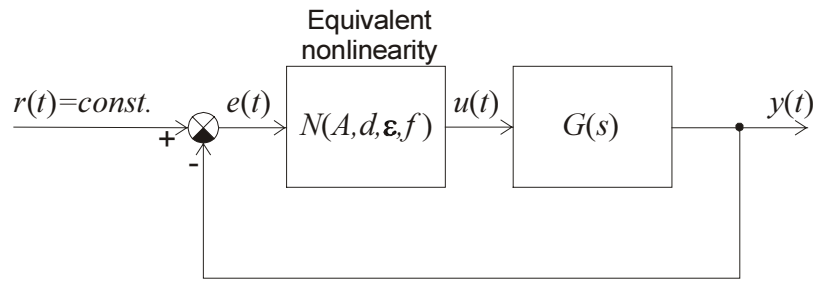 Equivalent
nonlinearity
r(t)=const.
e(t)
N(A,d,ε,f)
u(t)
G(s)
y(t)
+
-